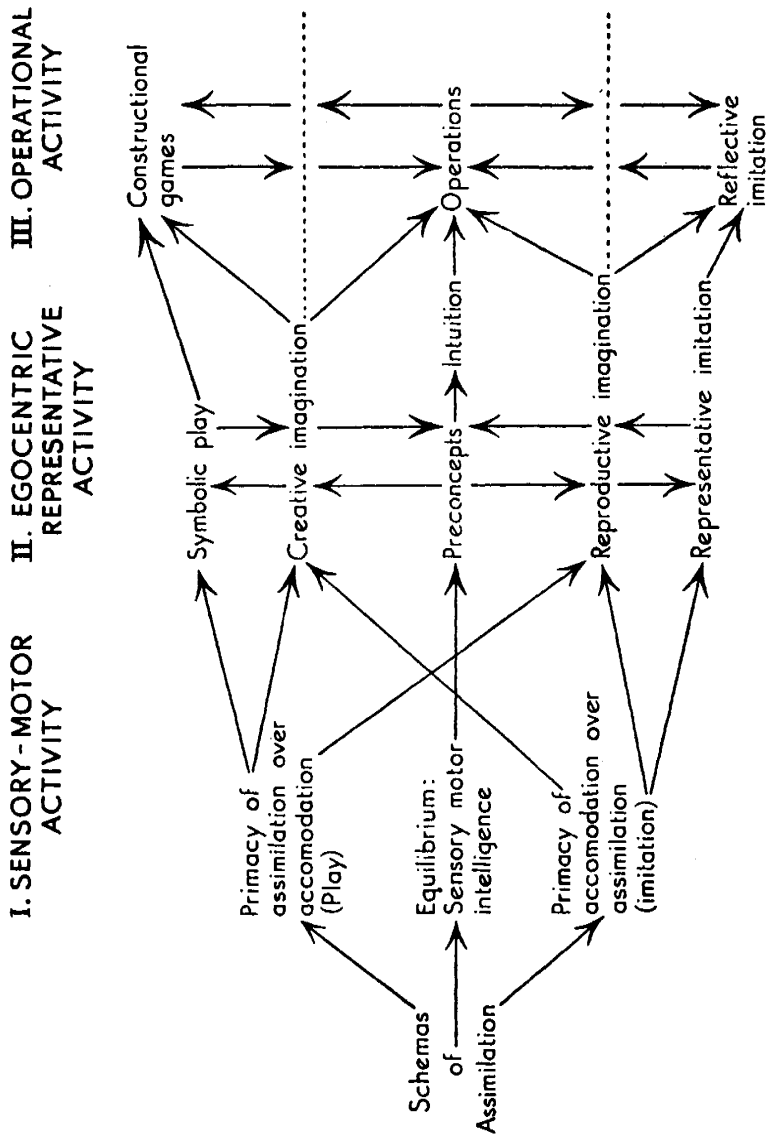 I. SENSORY-MOTOR
ACTIVITY
II. EGOCENTRIC
REPRESENTATIVE
ACTIVITY
III. OPERATIONAL
ACTIVITY
Schemas
of
Assimilation
Primacy of
assimilation over
accomodation
(Play)
Equilibrium:
Sensory motor
intelligence
Primacy of
accomodation over
assimilation
(imitation)
Symbolic play
Creative imagination
Preconcepts
Intuition
Reproductive imagination
Representative imitation
Constructional
games
Operations
Reflective
imitation